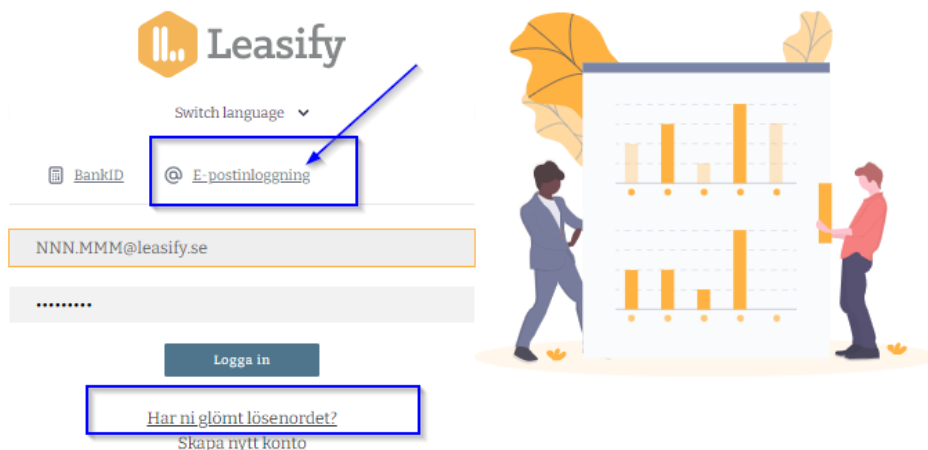 Leasify
Switch language
BankID
E-postinloggning
NNN.MMM@leasify.se
•••••••••
Logga in
Har ni glömt lösenordet?
Skapa nytt konto